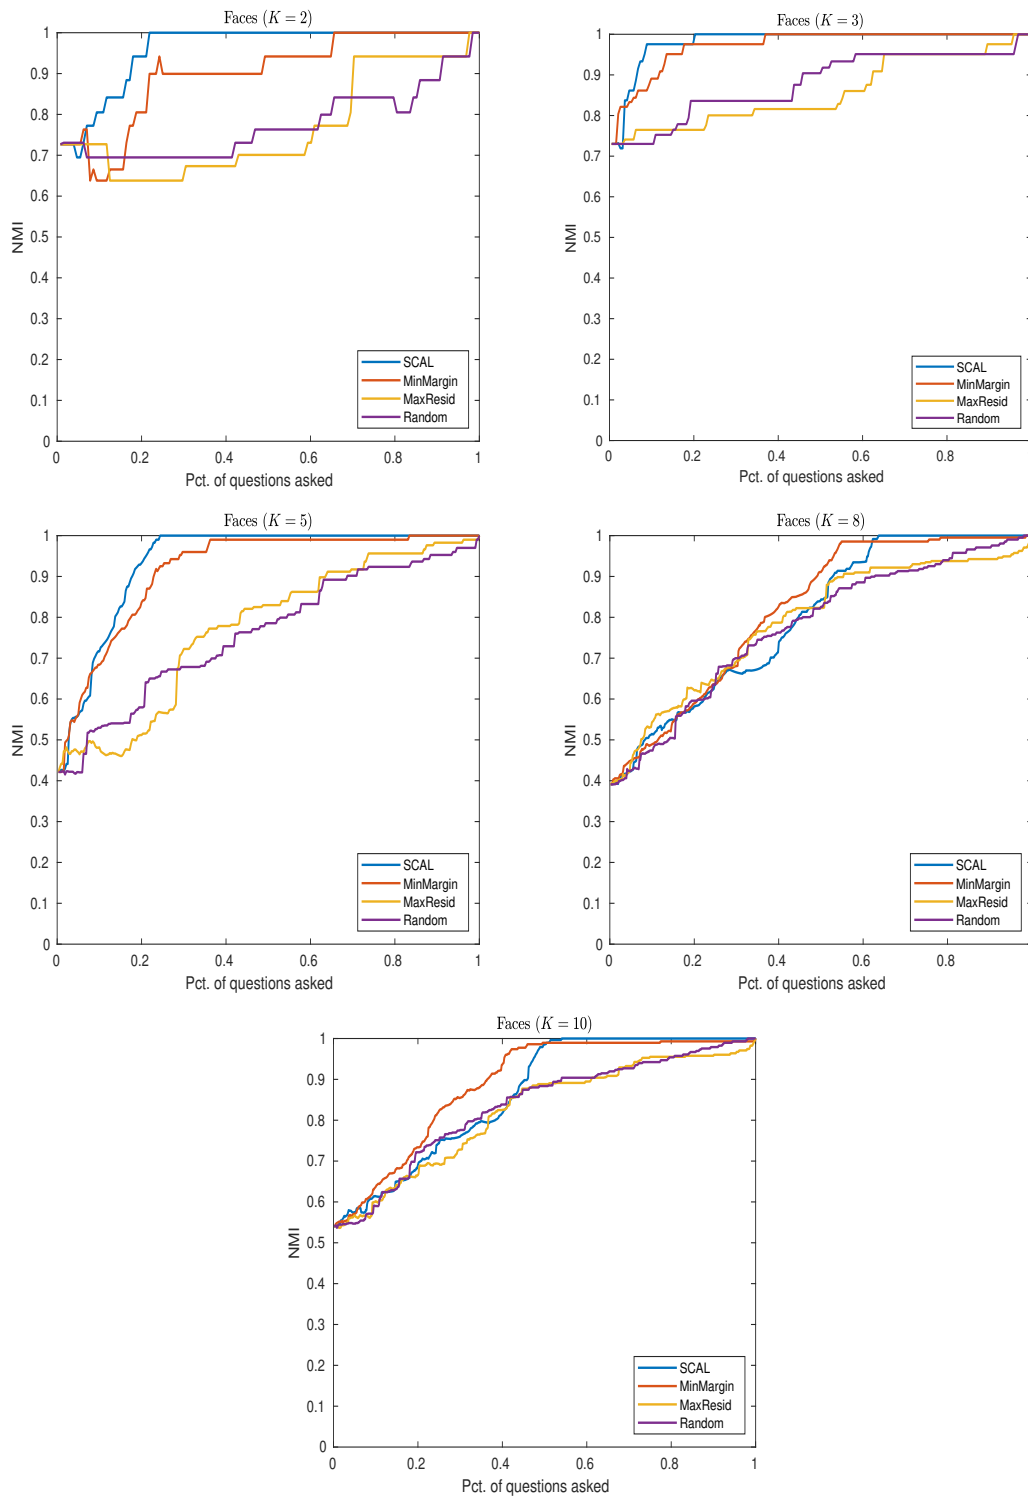 Faces (K = 2)
1
0.9
0.8
0.7
0.6
0.5
0.4
0.3
0.2
0.1
0
NMI
SCAL
MinMargin
MaxResid
Random
0 0.2 0.4 0.6 0.8 1
Pct. of questions asked
Faces (K = 3)
1
0.9
0.8
0.7
0.6
0.5
0.4
0.3
0.2
0.1
0
NMI
SCAL
MinMargin
MaxResid
Random
0 0.2 0.4 0.6 0.8
Pct. of questions asked
Faces (K = 5)
1
0.9
0.8
0.7
0.6
0.5
0.4
0.3
0.2
0.1
0
NMI
SCAL
MinMargin
MaxResid
Random
0 0.2 0.4 0.6 0.8 1
Pct. of questions asked
Faces (K = 8)
1
0.9
0.8
0.7
0.6
0.5
0.4
0.3
0.2
0.1
0
NMI
SCAL
MinMargin
MaxResid
Random
0 0.2 0.4 0.6 0.8
Pct. of questions asked
Faces (K = 10)
1
0.9
0.8
0.7
0.6
0.5
0.4
0.3
0.2
0.1
0
NMI
SCAL
MinMargin
MaxResid
Random
0 0.2 0.4 0.6 0.8 1
Pct. of questions asked